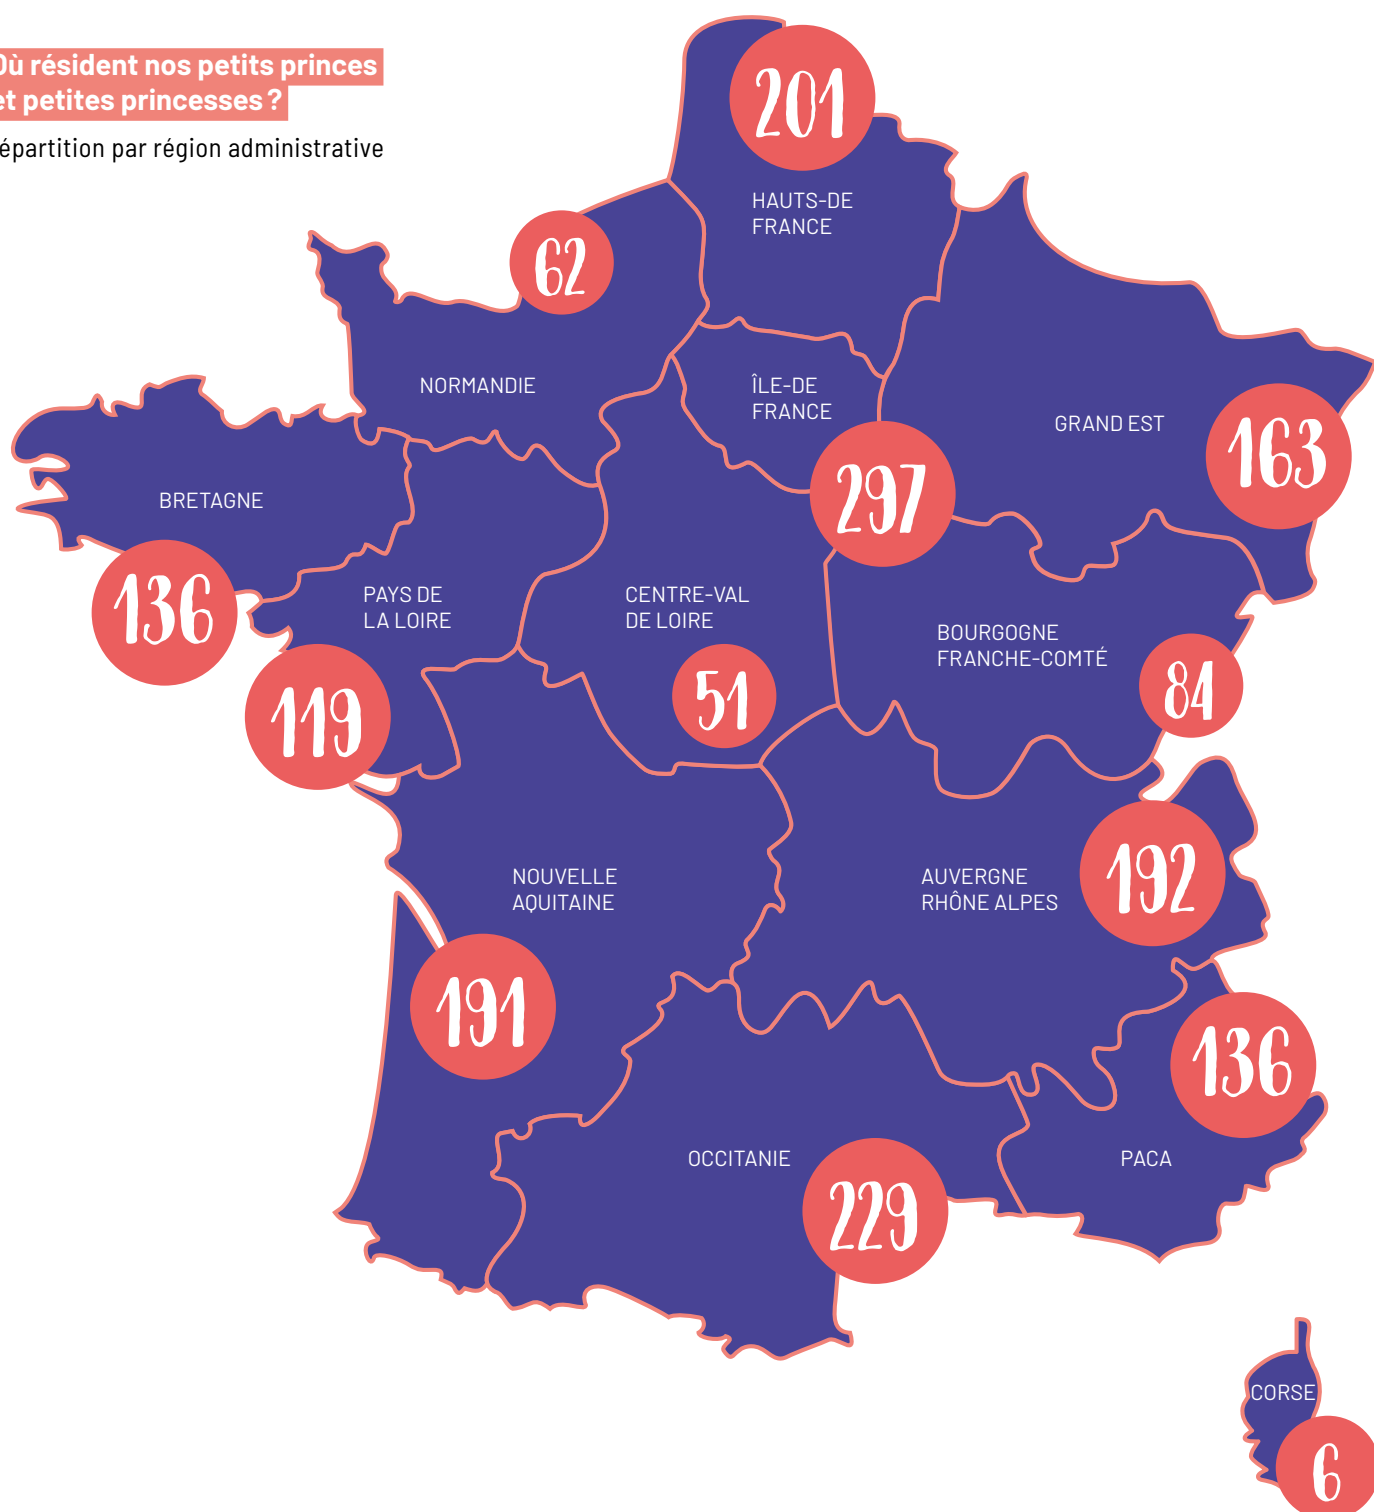 Où résident nos petits princes
et petites princesses ?
épartition par région administrative
201
HAUTS-DE
FRANCE
62
NORMANDIE
ÎLE-DE
FRANCE
297
GRAND EST
163
BRETAGNE
136
PAYS DE
LA LOIRE
119
CENTRE-VAL
DE LOIRE
51
BOURGOGNE
FRANCHE-COMTÉ
84
NOUVELLE
AQUITAINE
191
AUVERGNE
RHÔNE ALPES
192
136
PACA
OCCITANIE
229
CORSE
6